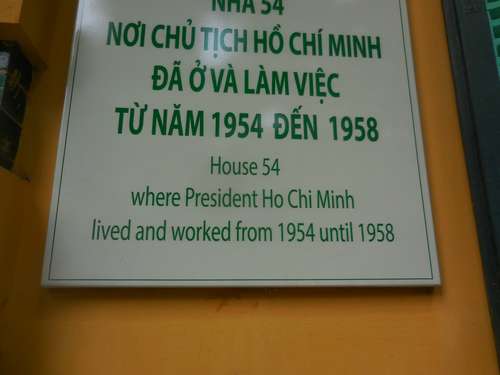 NHÀ 54
NƠI CHỦ TỊCH HỒ CHÍ MINH
ĐÃ Ở VÀ LÀM VIỆC
TỪ NĂM 1954 ĐẾN 1958
House 54
where President Ho Chi Minh
lived and worked from 1954 until 1958